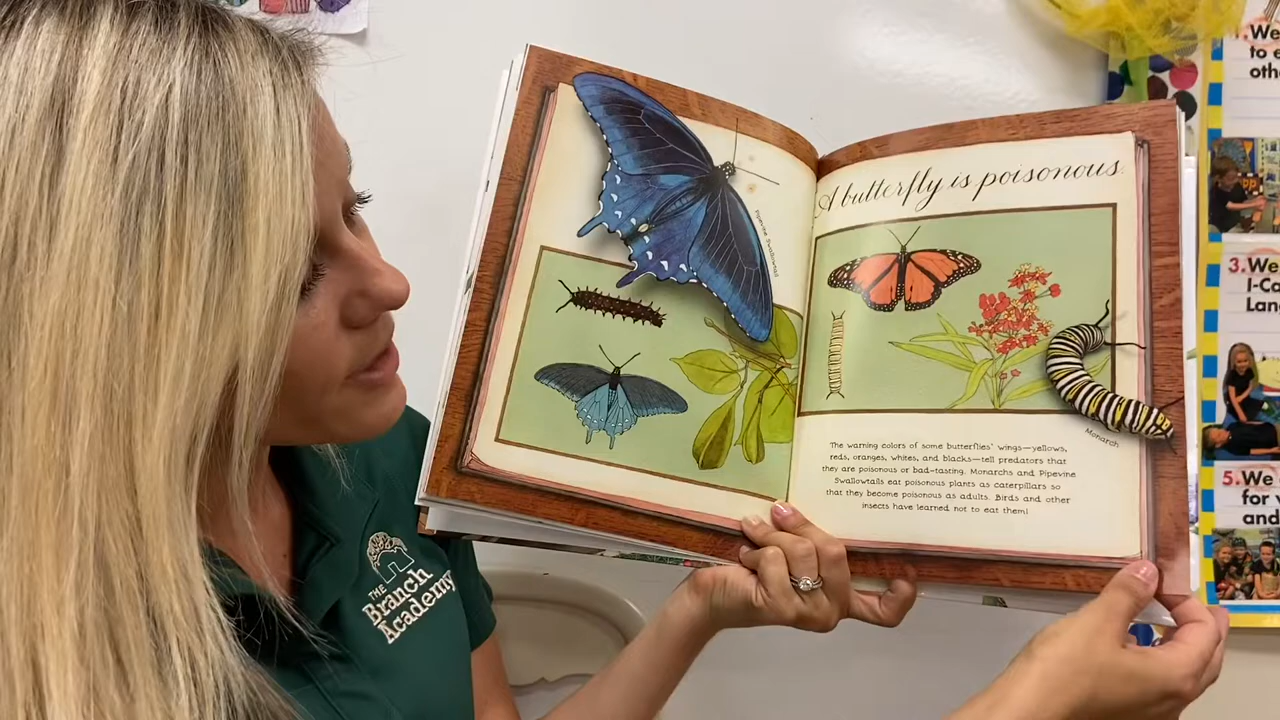 Pipevine Swallowtail
A butterfly is poisonous.
Monarch
The warning colors of some butterflies' wings—yellows,
reds, oranges, whites, and blacks—tell predators that
they are poisonous or bad-tasting. Monarchs and Pipevine
Swallowtails eat poisonous plants as caterpillars so
that they become poisonous as adults. Birds and other
insects have learned not to eat them!
THE
Branch
Academy
1. We
to e
oth
3. We
I-Ca
Lan
5. We
for
and